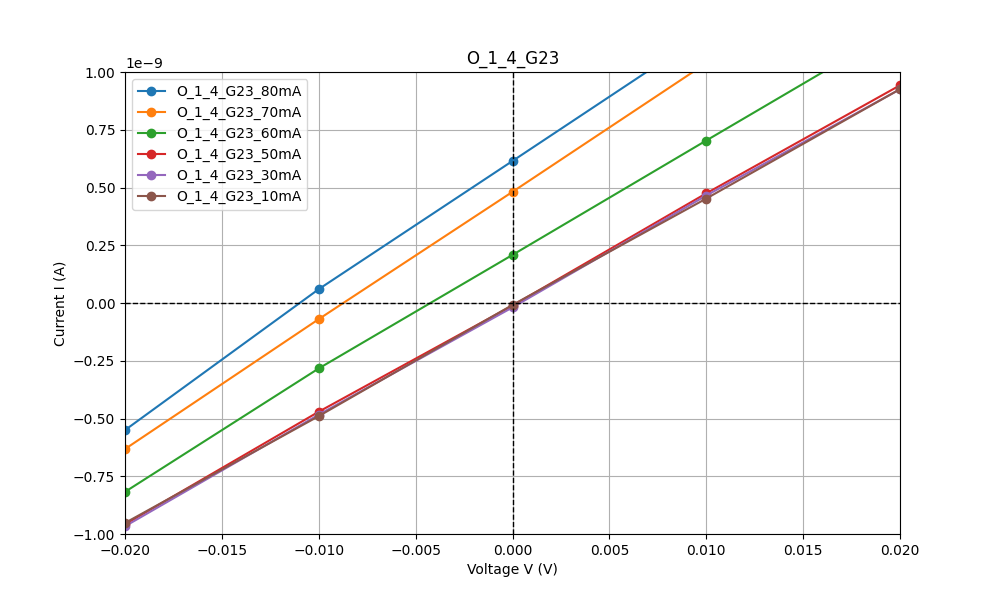 O_1_4_G23
1e−9
1.00
0.75
0.50
0.25
0.00
−0.25
−0.50
−0.75
−1.00
Current I (A)
O_1_4_G23_80mA
O_1_4_G23_70mA
O_1_4_G23_60mA
O_1_4_G23_50mA
O_1_4_G23_30mA
O_1_4_G23_10mA
−0.020 −0.015 −0.010 −0.005 0.000 0.005 0.010 0.015 0.020
Voltage V (V)